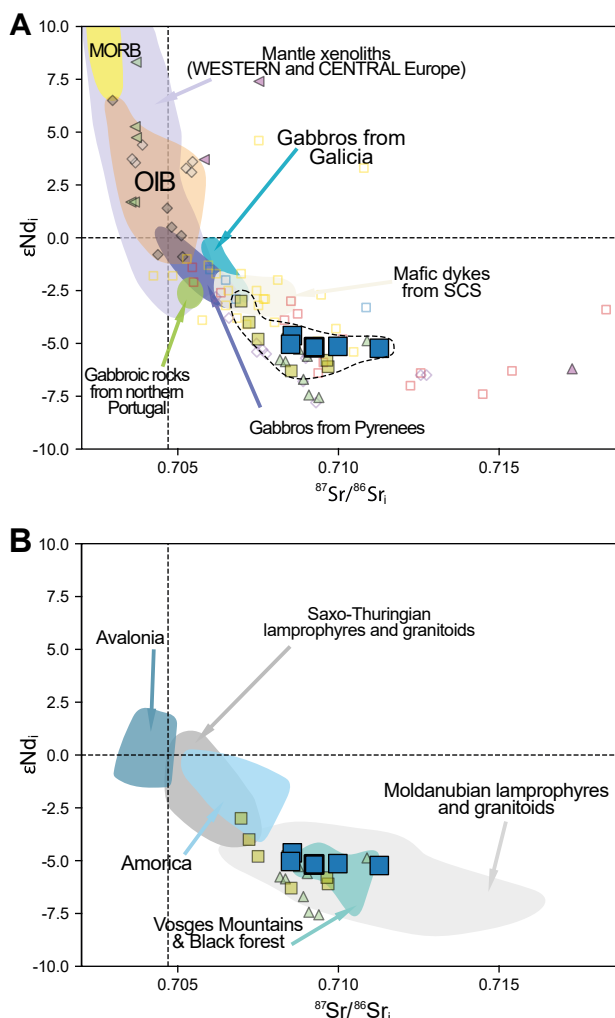 A
10.0
MORB
Mantle xenoliths
(WESTERN and CENTRAL Europe)
7.5
5.0
Gabbros from
Galicia
2.5
OIB
εNdi
0.0
Mafic dykes
from SCS
-2.5
-5.0
Gabbroic rocks
from northern
Portugal
-7.5
Gabbros from Pyrenees
-10.0
0.705
0.710
0.715
⁸⁷Sr/⁸⁶Sri
B
10.0
7.5
Saxo-Thuringian
lamprophyres and granitoids
Avalonia
5.0
2.5
εNdi
0.0
Moldanubian lamprophyres
and granitoids
-2.5
Amorica
-5.0
-7.5
Vosges Mountains
& Black forest
-10.0
0.705
0.710
0.715
⁸⁷Sr/⁸⁶Sri